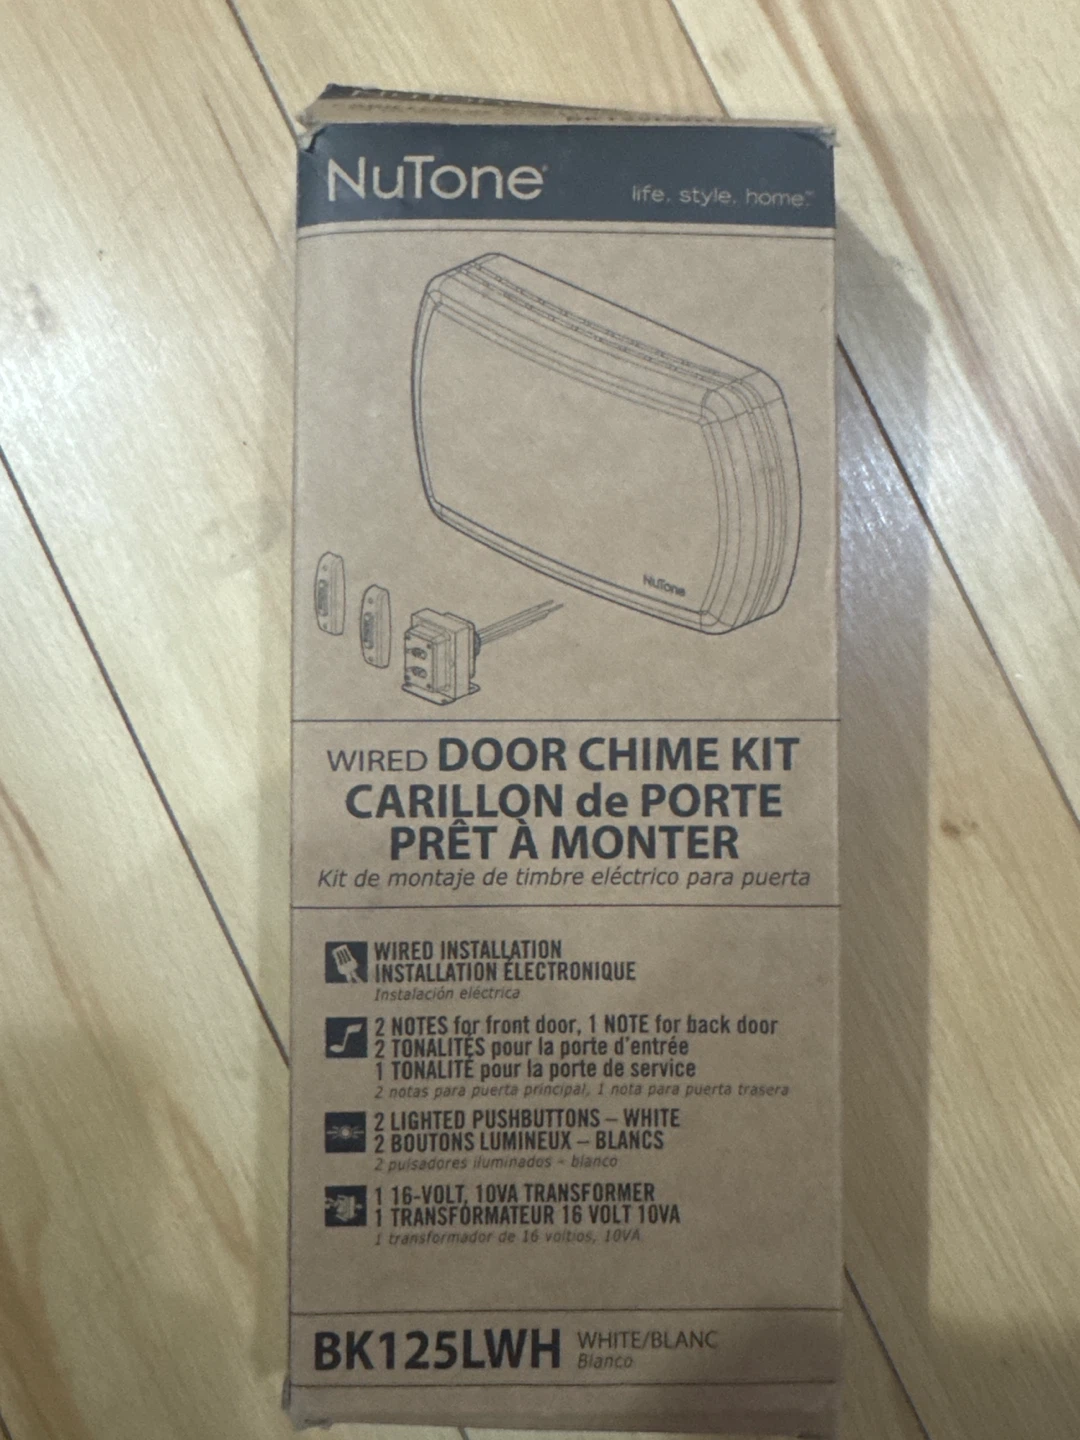 NuTone®
life. style. home.™
NuTone
WIRED DOOR CHIME KIT
CARILLON de PORTE
PRÊT À MONTER
Kit de montaje de timbre eléctrico para puerta
WIRED INSTALLATION
INSTALLATION ÉLECTRONIQUE
Instalación eléctrica
2 NOTES for front door, 1 NOTE for back door
2 TONALITÉS pour la porte d'entrée
1 TONALITÉ pour la porte de service
2 notas para puerta principal, 1 nota para puerta trasera
2 LIGHTED PUSHBUTTONS – WHITE
2 BOUTONS LUMINEUX – BLANCS
2 pulsadores iluminados – blanco
1 16-VOLT, 10VA TRANSFORMER
1 TRANSFORMATEUR 16 VOLT 10VA
1 transformador de 16 voltios, 10VA
BK125LWH WHITE/BLANC
Blanco